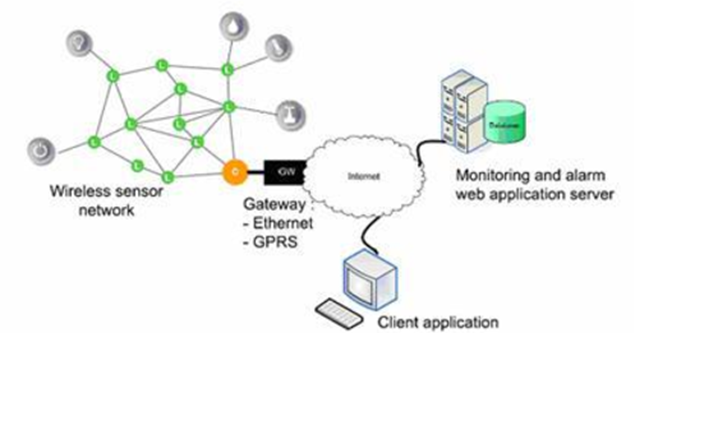 L
L
L
L
L
L
L
L
L
L
L
L
C
GW
Internet
Database
Wireless sensor
network
Gateway :
- Ethernet
- GPRS
Monitoring and alarm
web application server
Client application